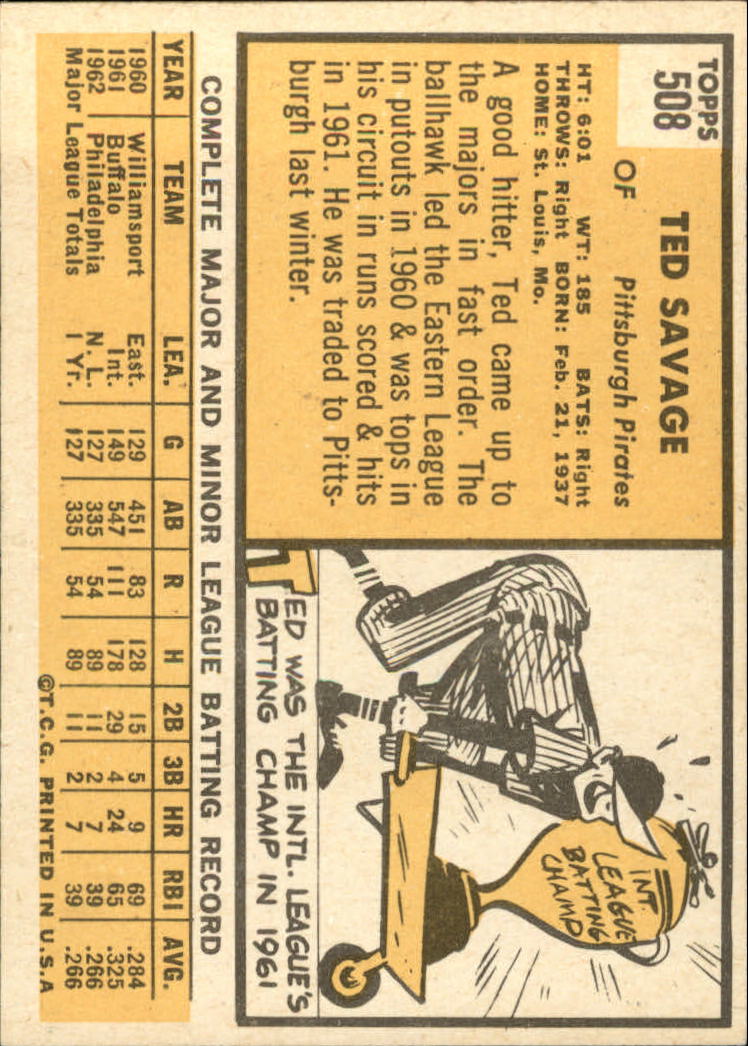 TOPPS
508
TED SAVAGE
OF Pittsburgh Pirates
HT: 6:01 WT: 185 BATS: Right
THROWS: Right BORN: Feb. 21, 1937
HOME: St. Louis, Mo.
A good hitter, Ted came up to
the majors in fast order. The
ballhawk led the Eastern League
in putouts in 1960 & was tops in
his circuit in runs scored & hits
in 1961. He was traded to Pitts-
burgh last winter.
INT.
LEAGUE
BATTING
CHAMP
TED WAS THE INTL. LEAGUE'S
BATTING CHAMP IN 1961
COMPLETE MAJOR AND MINOR LEAGUE BATTING RECORD
YEAR TEAM LEA. G AB R H 2B 3B HR RBI AVG.
1960 Williamsport East. 129 451 83 128 15 5 9 69 .284
1961 Buffalo Int. 149 547 111 178 29 4 24 65 .325
1962 Philadelphia N. L. 127 335 54 89 11 2 7 39 .266
Major League Totals 1 Yr. 127 335 54 89 11 2 7 39 .266
©T.C.G. PRINTED IN U.S.A